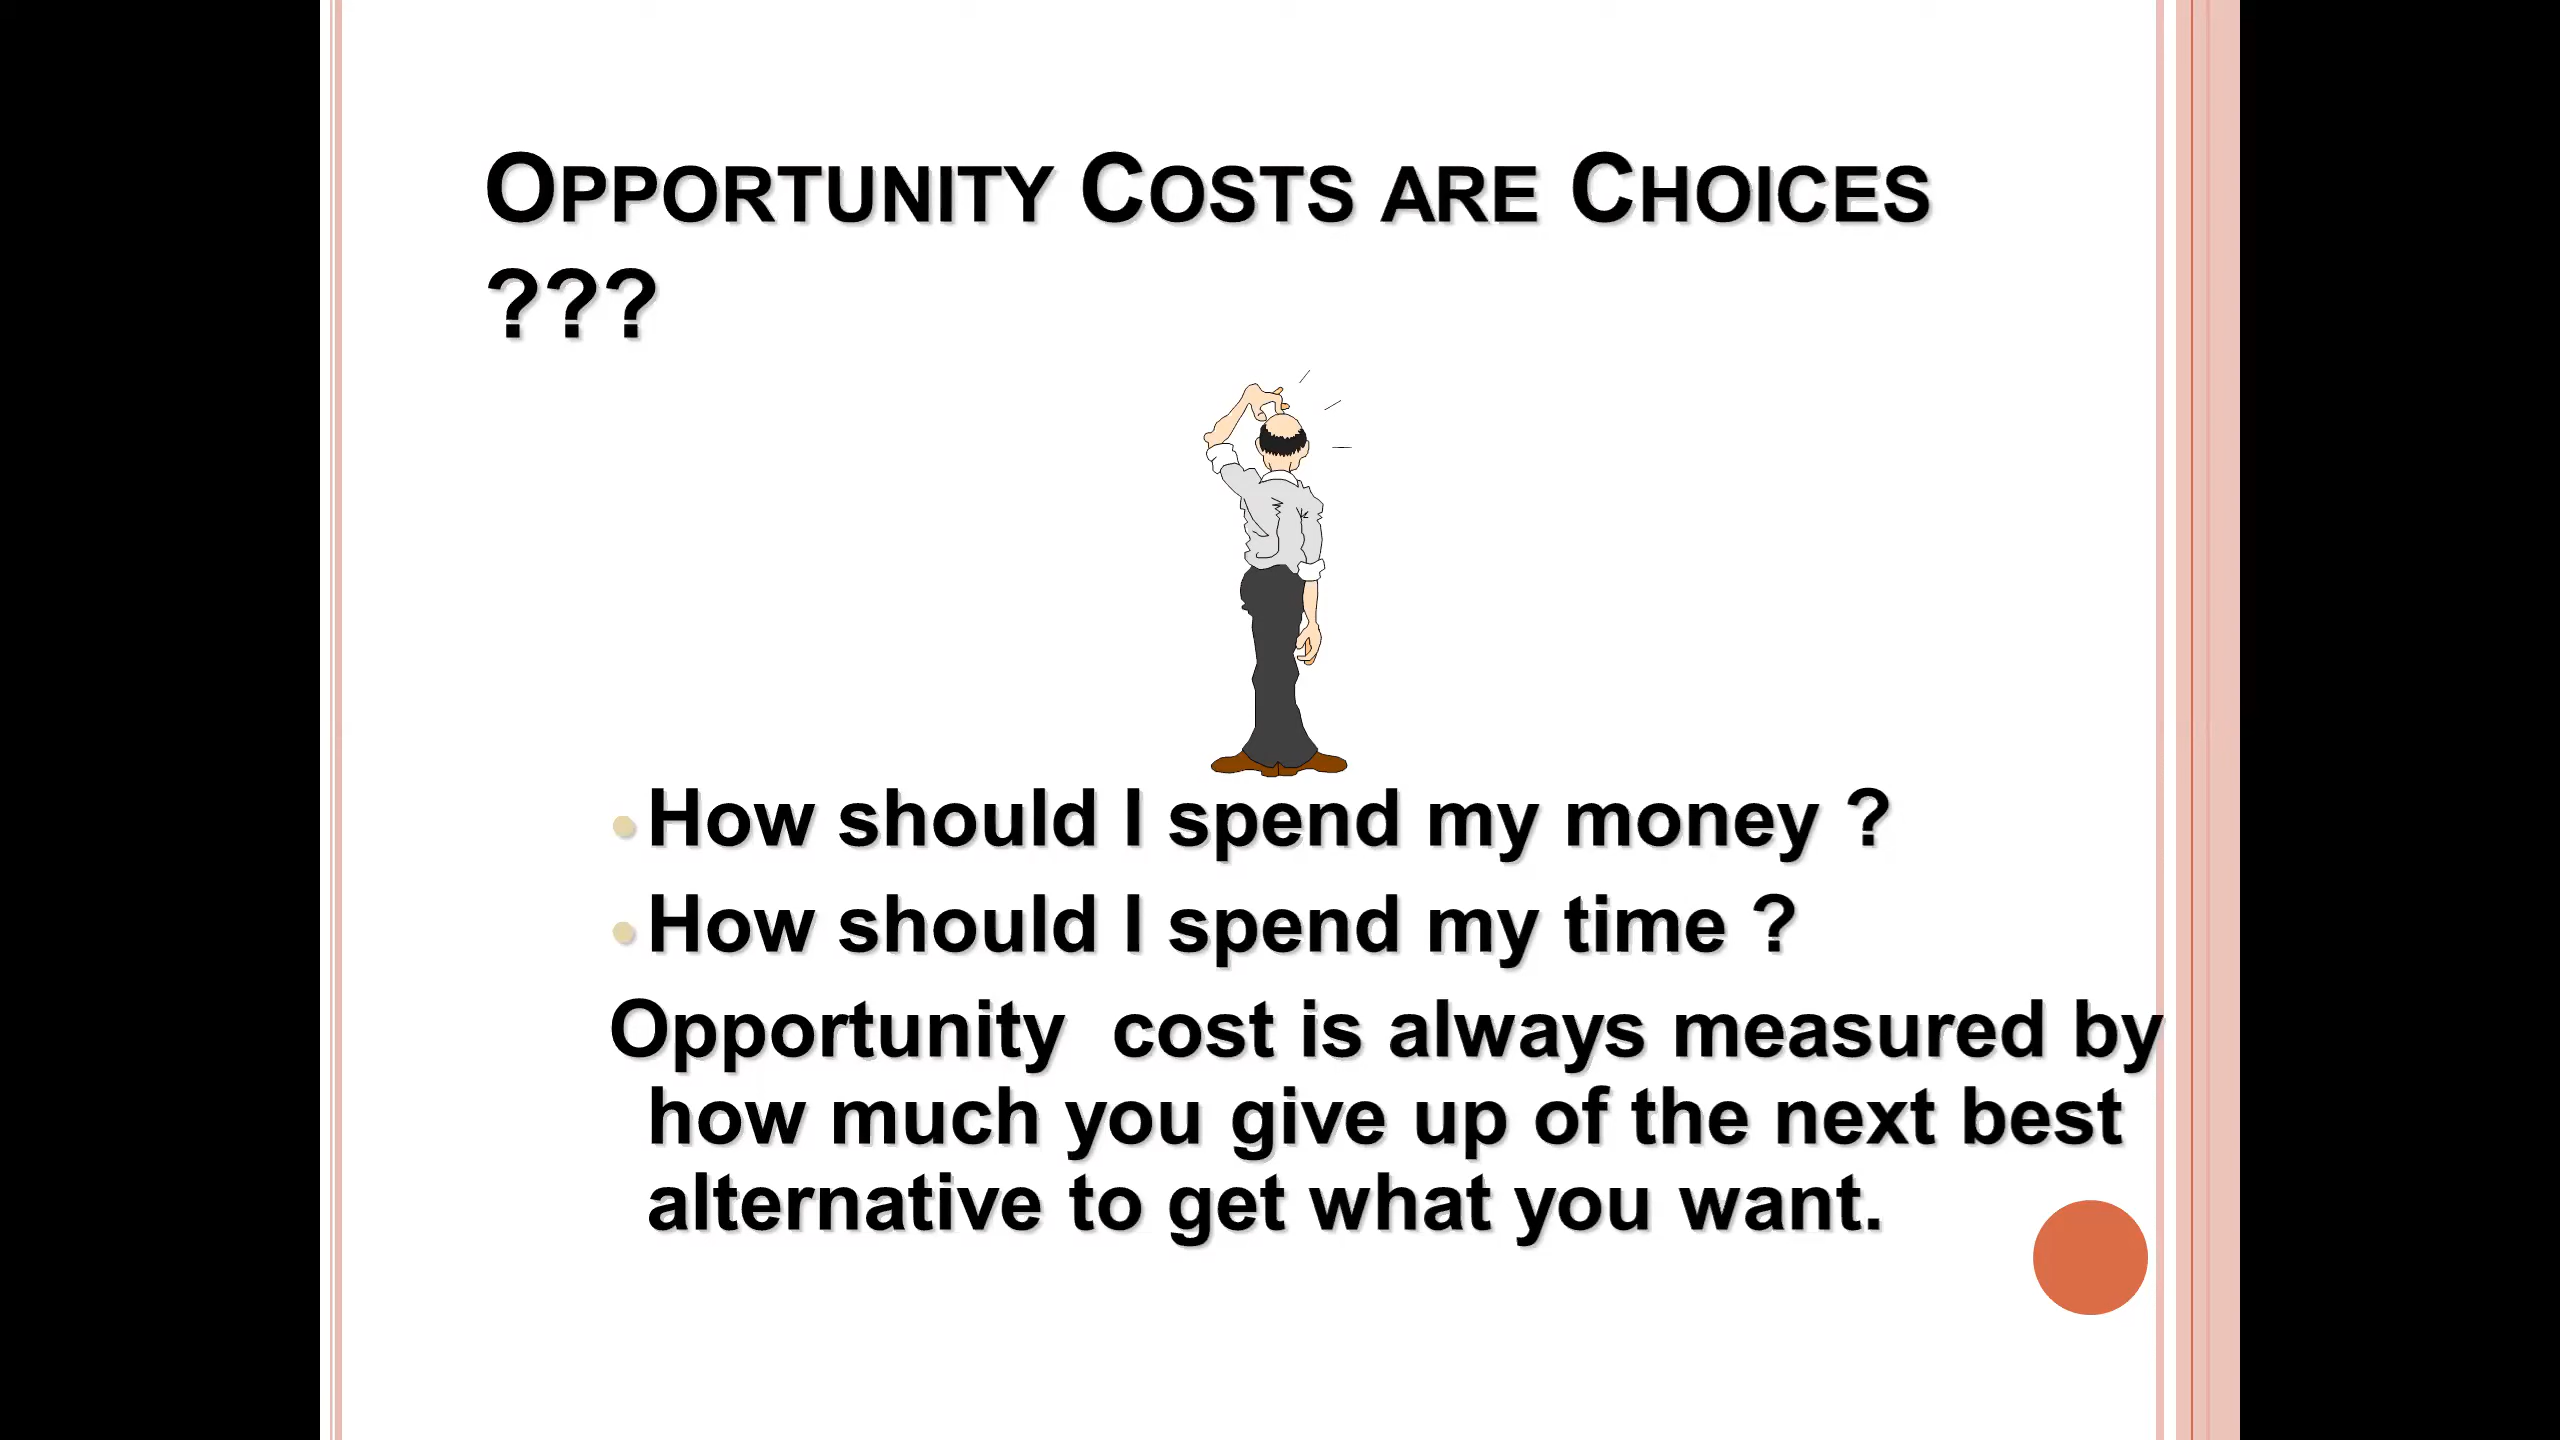 OPPORTUNITY COSTS ARE CHOICES
???
How should I spend my money ?
How should I spend my time ?
Opportunity  cost is always measured by
how much you give up of the next best
alternative to get what you want.